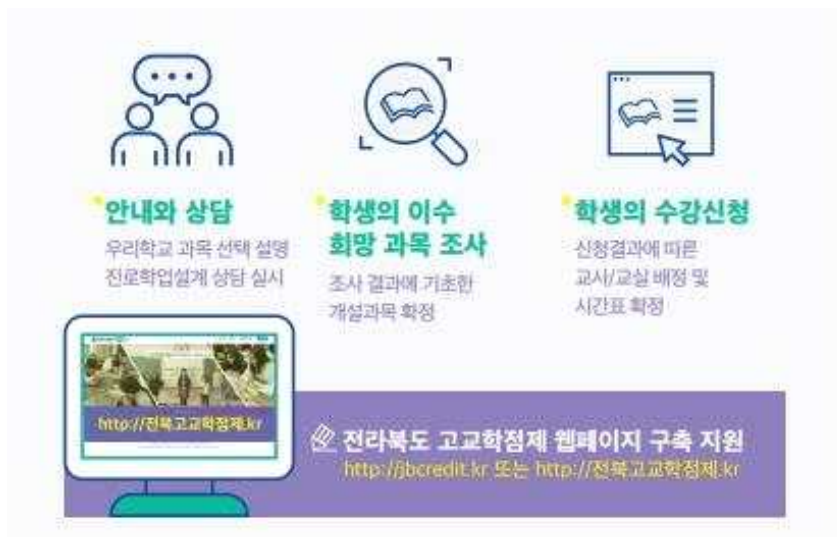 안내와 상담
우리학교 과목 선택 설명
진로학업설계 상담 실시
학생의 이수
희망 과목 조사
조사 결과에 기초한
개설과목 확정
학생의 수강신청
신청결과에 따른
교사/교실 배정 및
시간표 확정
http://전북고교학점제.kr
전라북도 고교학점제 웹페이지 구축 지원
http://jbcredit.kr 또는 http://전북고교학점제.kr